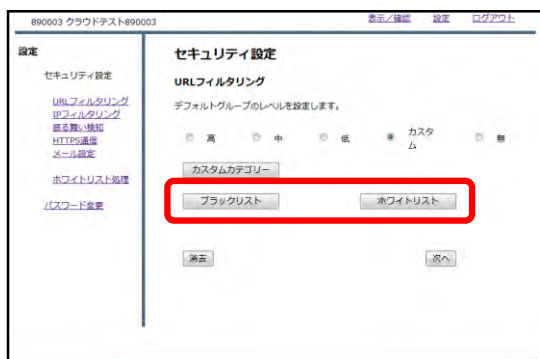 890003 クラウドテスト890003
表示/確認 設定 ログアウト
設定
セキュリティ設定
URLフィルタリング
IPフィルタリング
振る舞い検知
HTTPS通信
メール設定
ホワイトリスト処理
パスワード変更
セキュリティ設定
URLフィルタリング
デフォルトグループのレベルを設定します。
高 中 低 カスタム 無
カスタムカテゴリー
ブラックリスト ホワイトリスト
消去 次へ